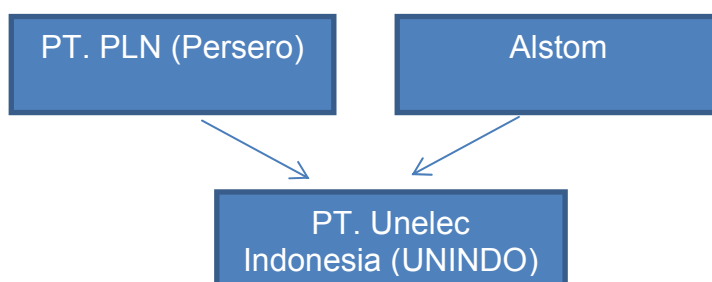 PT. PLN (Persero)
Alstom
PT. Unelec
Indonesia (UNINDO)